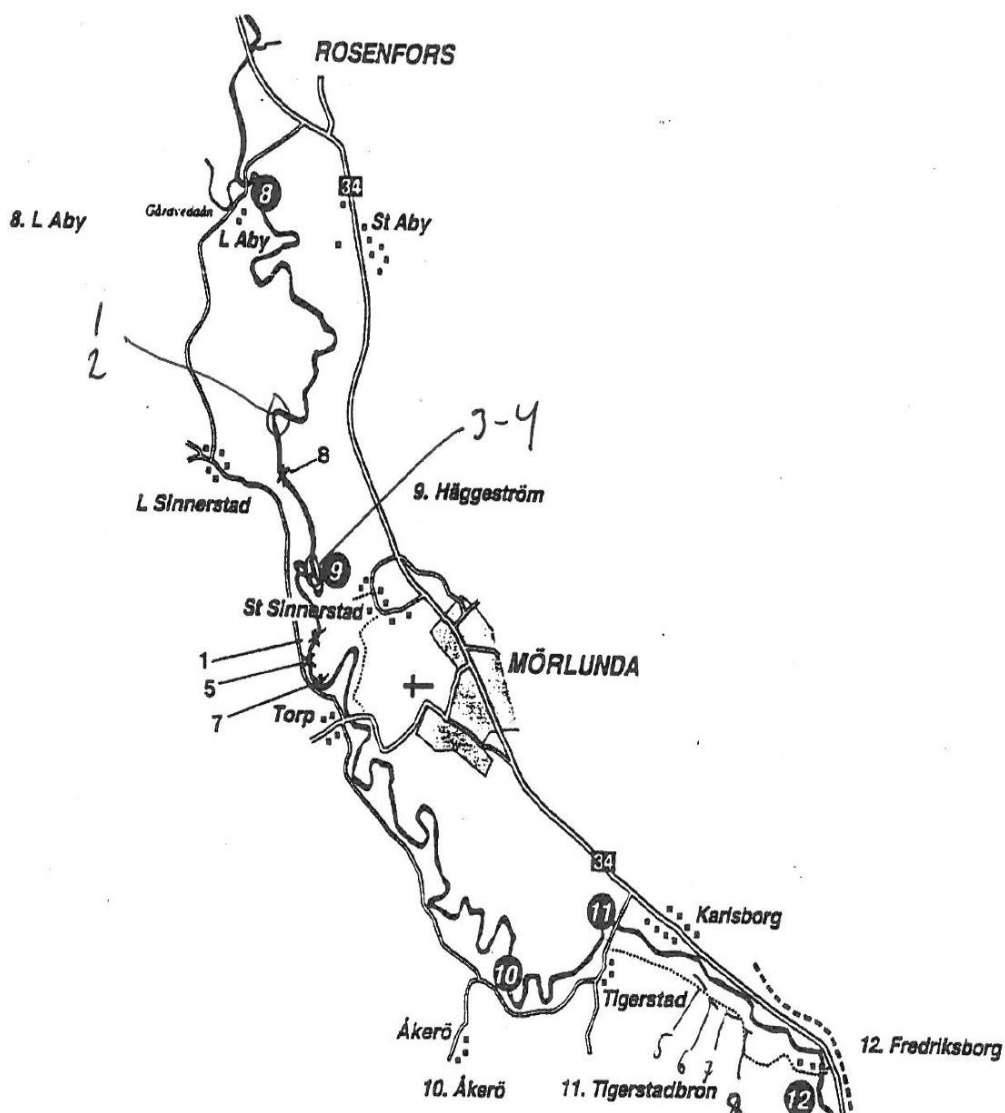 ROSENFORS
34
8
Gåravedaån
8. L Aby
L Aby
St Aby
1
2
3-4
8
9. Häggeström
L Sinnerstad
9
St Sinnerstad
1
5
7
MÖRLUNDA
Torp
34
11
Karlsborg
10
Tigerstad
Åkerö
5
6
7
8
12. Fredriksborg
10. Åkerö
11. Tigerstadbron
12